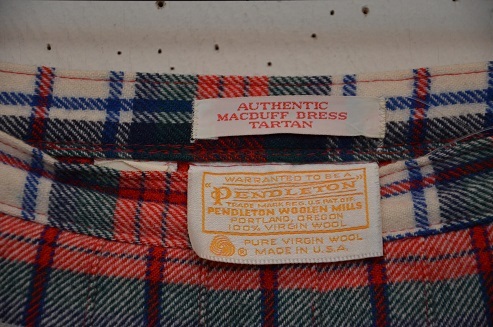 AUTHENTIC
MACDUFF DRESS
TARTAN
WARRANTED TO BE A
"PENDLETON"
TRADE MARK REG. U.S. PAT. OFF.
PENDLETON WOOLEN MILLS
PORTLAND, OREGON
100% VIRGIN WOOL
PURE VIRGIN WOOL
® MADE IN U.S.A.